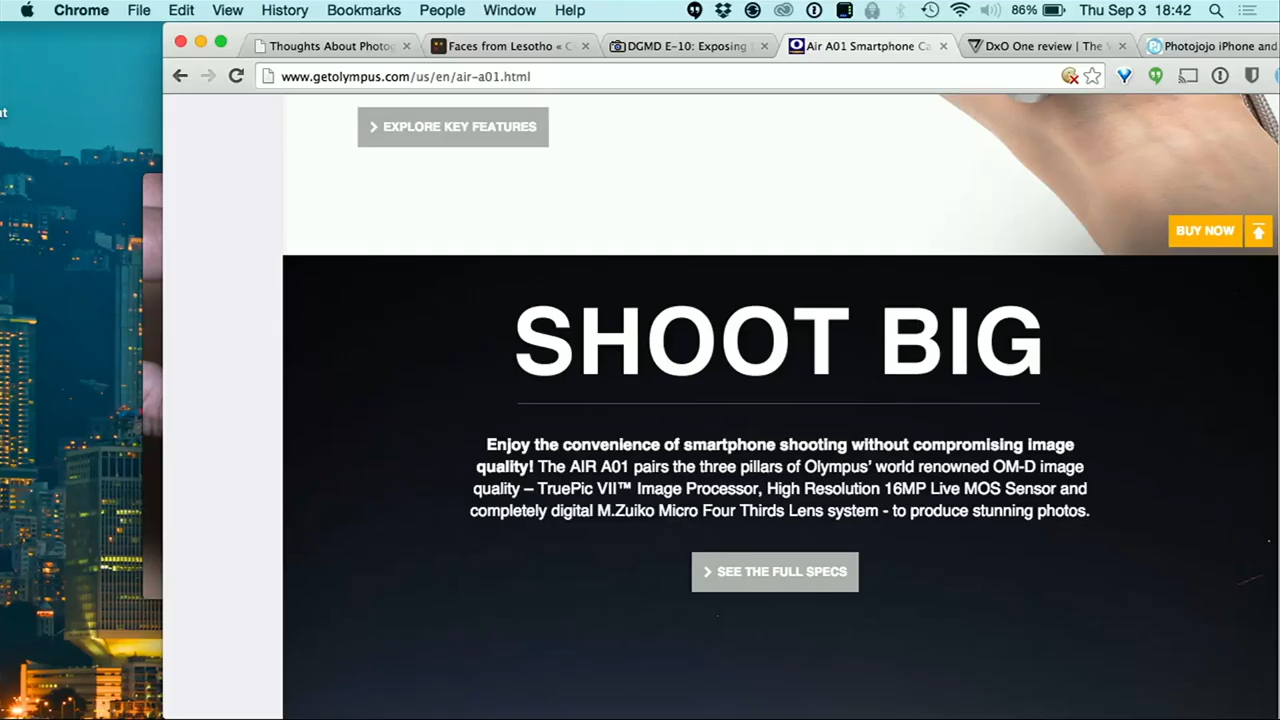 Chrome File Edit View History Bookmarks People Window Help 86% Thu Sep 3 18:42
Thoughts About Photog
Faces from Lesotho « C
DGMD E-10: Exposing
Air A01 Smartphone Ca
DxO One review | The V
Photojojo iPhone and
www.getolympus.com/us/en/air-a01.html
EXPLORE KEY FEATURES
BUY NOW
SHOOT BIG
Enjoy the convenience of smartphone shooting without compromising image
quality! The AIR A01 pairs the three pillars of Olympus' world renowned OM-D image
quality – TruePic VII™ Image Processor, High Resolution 16MP Live MOS Sensor and
completely digital M.Zuiko Micro Four Thirds Lens system - to produce stunning photos.
SEE THE FULL SPECS